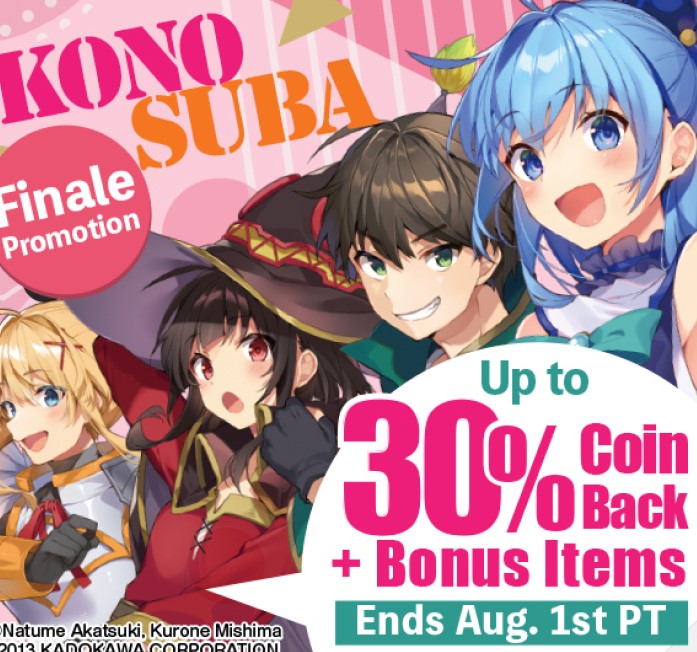 KONO
SUBA
Finale
Promotion
Up to
30% Coin
Back
+ Bonus Items
Ends Aug. 1st PT
©Natume Akatsuki, Kurone Mishima
2013 KADOKAWA CORPORATION